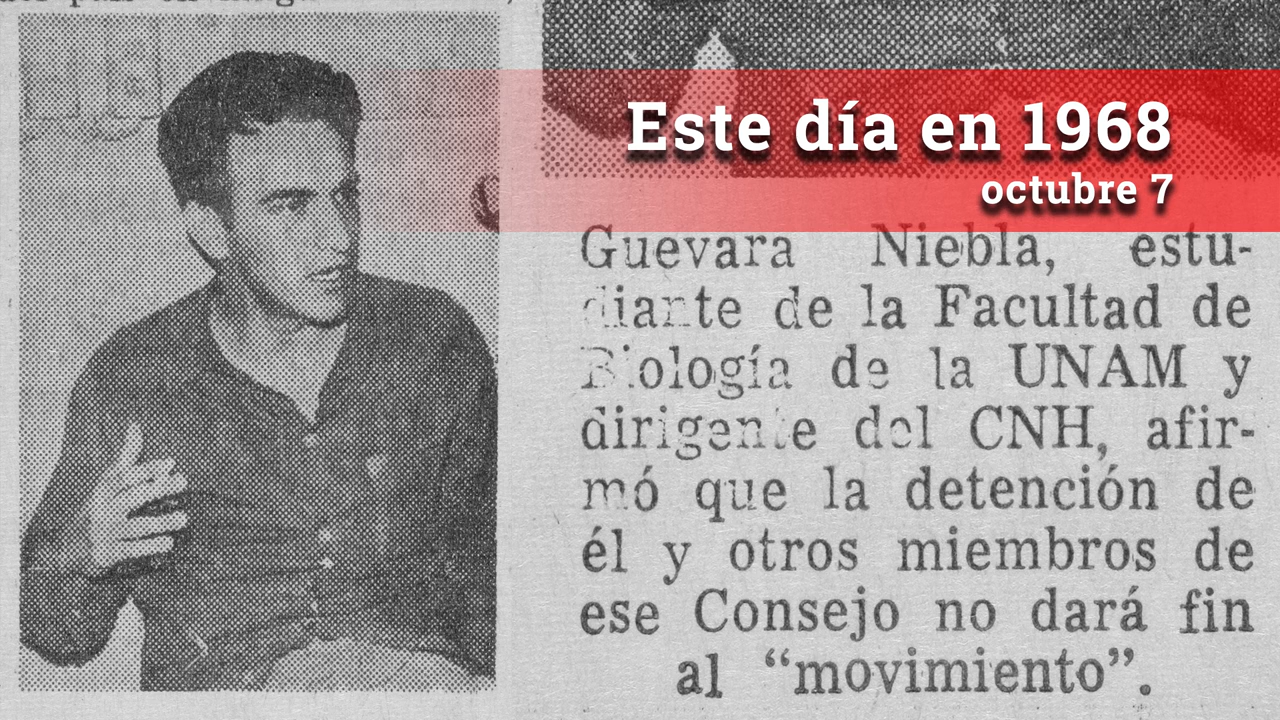 Este día en 1968
octubre 7
Guevara Niebla, estu-
diante de la Facultad de
Biología de la UNAM y
dirigente del CNH, afir-
mó que la detención de
él y otros miembros de
ese Consejo no dará fin
al “movimiento”.